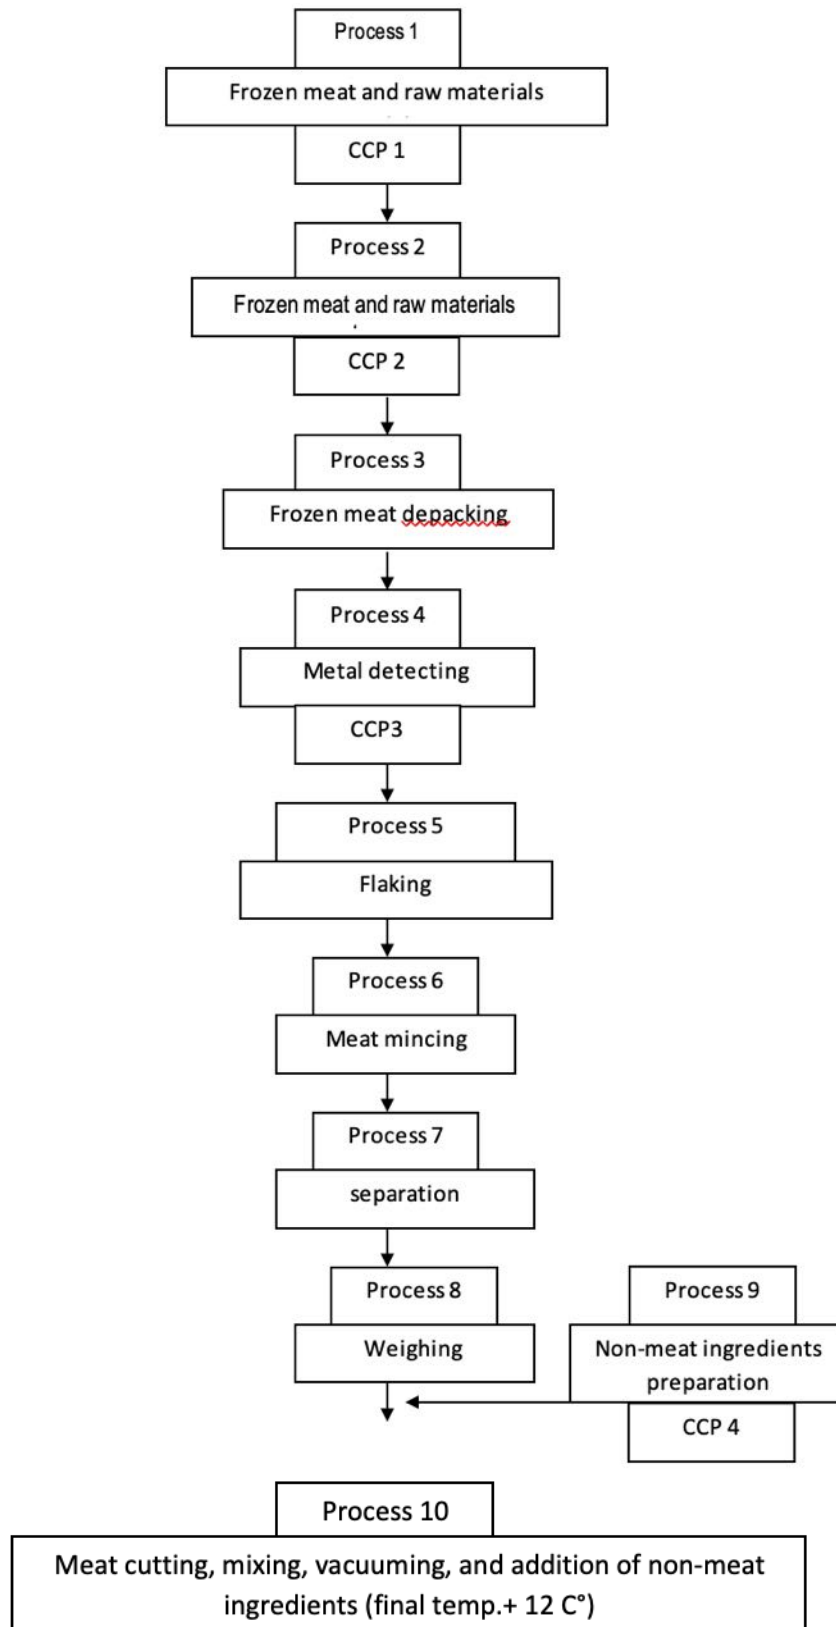 Process 1
Frozen meat and raw materials
CCP 1
Process 2
Frozen meat and raw materials
CCP 2
Process 3
Frozen meat depacking
Process 4
Metal detecting
CCP3
Process 5
Flaking
Process 6
Meat mincing
Process 7
separation
Process 8
Weighing
Process 9
Non-meat ingredients
preparation
CCP 4
Process 10
Meat cutting, mixing, vacuuming, and addition of non-meat
ingredients (final temp.+ 12 C°)